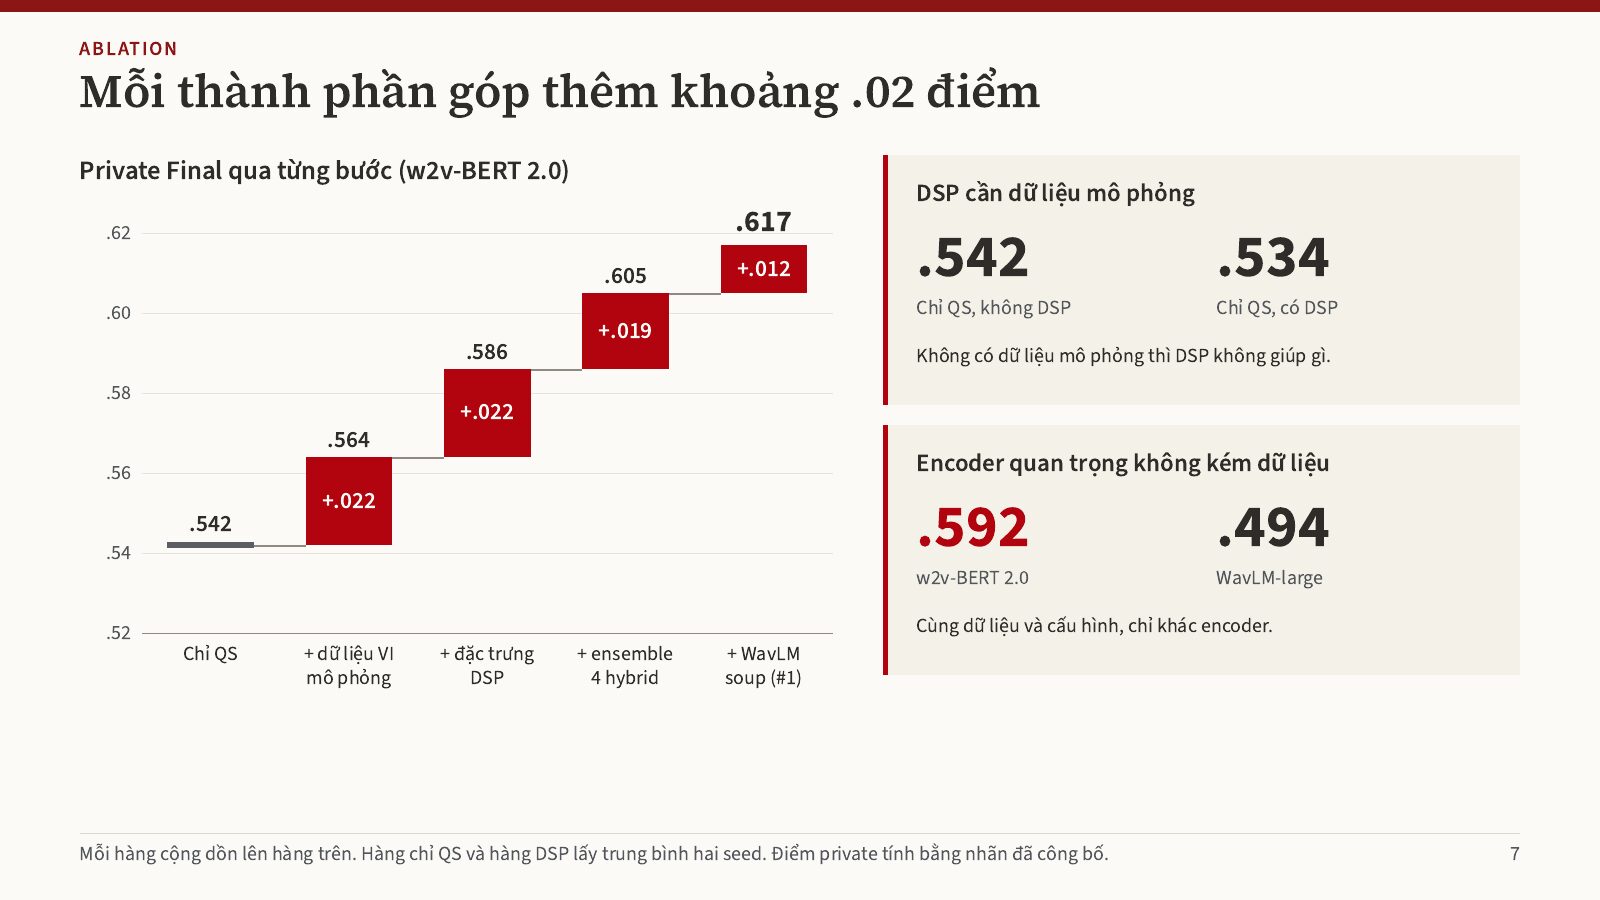 ABLATION
Mỗi thành phần góp thêm khoảng .02 điểm
Private Final qua từng bước (w2v-BERT 2.0)
.62
.60
.58
.56
.54
.52
.542
.564
+.022
.586
+.022
.605
+.019
.617
+.012
Chỉ QS
+ dữ liệu VI
mô phỏng
+ đặc trưng
DSP
+ ensemble
4 hybrid
+ WavLM
soup (#1)
DSP cần dữ liệu mô phỏng
.542 .534
Chỉ QS, không DSP Chỉ QS, có DSP
Không có dữ liệu mô phỏng thì DSP không giúp gì.
Encoder quan trọng không kém dữ liệu
.592 .494
w2v-BERT 2.0 WavLM-large
Cùng dữ liệu và cấu hình, chỉ khác encoder.
Mỗi hàng cộng dồn lên hàng trên. Hàng chỉ QS và hàng DSP lấy trung bình hai seed. Điểm private tính bằng nhãn đã công bố.
7